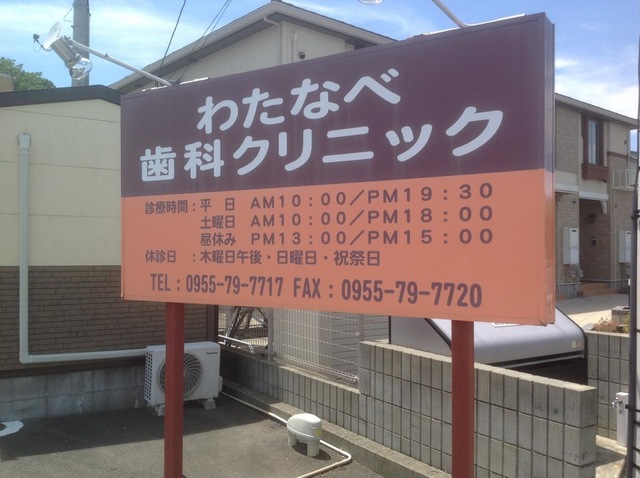 わたなべ
歯科クリニック
診療時間：平　日　AM10：00／PM19：30
土曜日　AM10：00／PM18：00
昼休み　PM13：00／PM15：00
休診日　：木曜日午後・日曜日・祝祭日
TEL：0955-79-7717 FAX：0955-79-7720